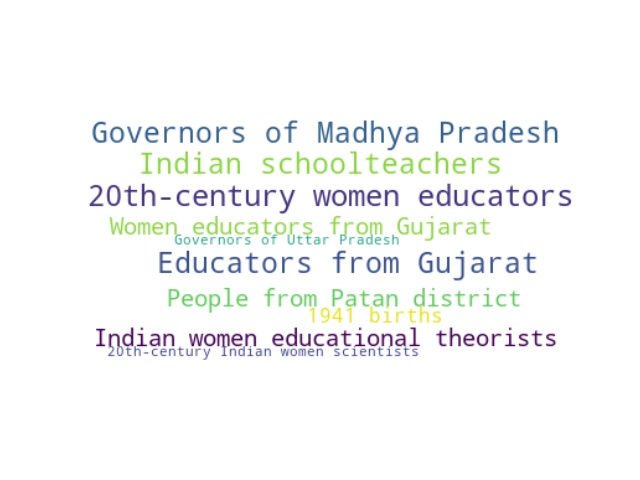 Governors of Madhya Pradesh
Indian schoolteachers
20th-century women educators
Women educators from Gujarat
Governors of Uttar Pradesh
Educators from Gujarat
People from Patan district
1941 births
Indian women educational theorists
20th-century Indian women scientists